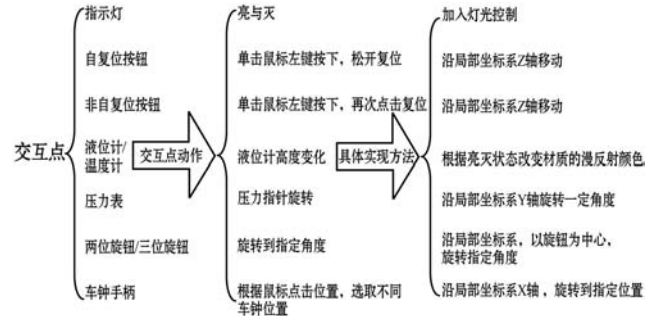 指示灯
亮与灭
加入灯光控制
自复位按钮
单击鼠标左键按下，松开复位
沿局部坐标系Z轴移动
非自复位按钮
单击鼠标左键按下，再次点击复位
沿局部坐标系Z轴移动
交互点
液位计/
温度计
交互点动作
液位计高度变化
具体实现方法
根据亮灭状态改变材质的漫反射颜色
压力表
压力指针旋转
沿局部坐标系Y轴旋转一定角度
两位旋钮/三位旋钮
旋转到指定角度
沿局部坐标系，以旋钮为中心，
旋转指定角度
车钟手柄
根据鼠标点击位置，选取不同
车钟位置
沿局部坐标系X轴，旋转到指定位置